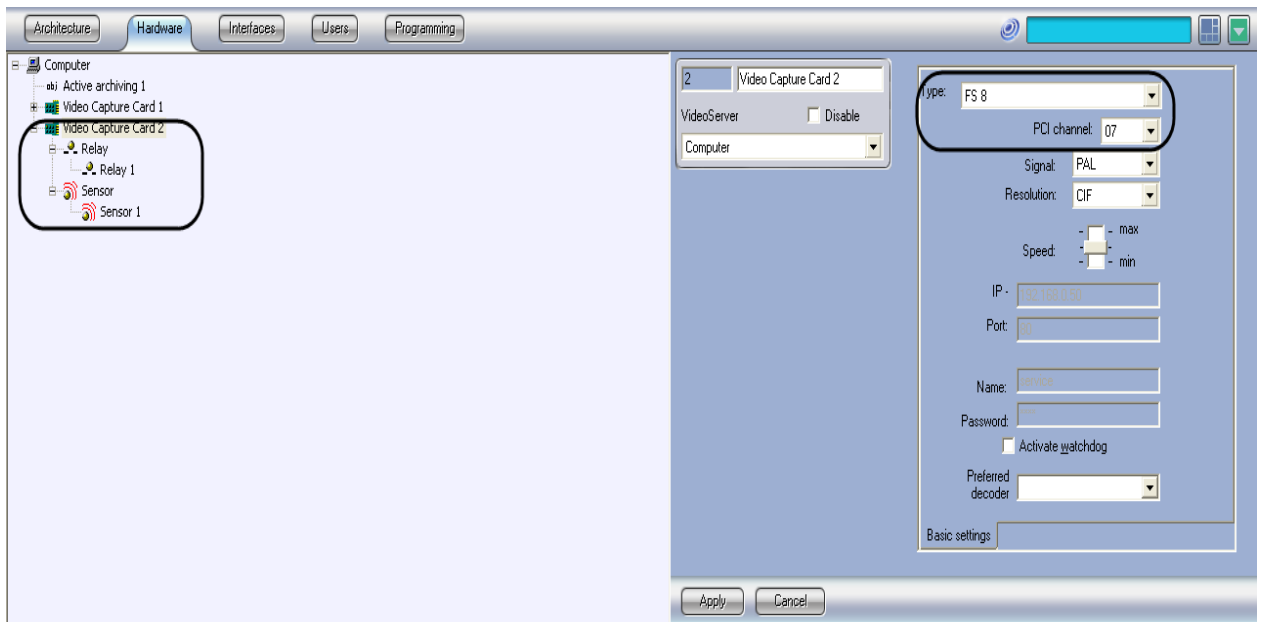 Architecture Hardware Interfaces Users Programming
Computer
obj Active archiving 1
Video Capture Card 1
Video Capture Card 2
Relay
Relay 1
Sensor
Sensor 1
2 Video Capture Card 2
VideoServer Disable
Computer
Type: FS 8
PCI channel: 07
Signal: PAL
Resolution: CIF
max
Speed:
min
IP -
Port:
Name:
Password:
Activate watchdog
Preferred
decoder
Basic settings
Apply Cancel